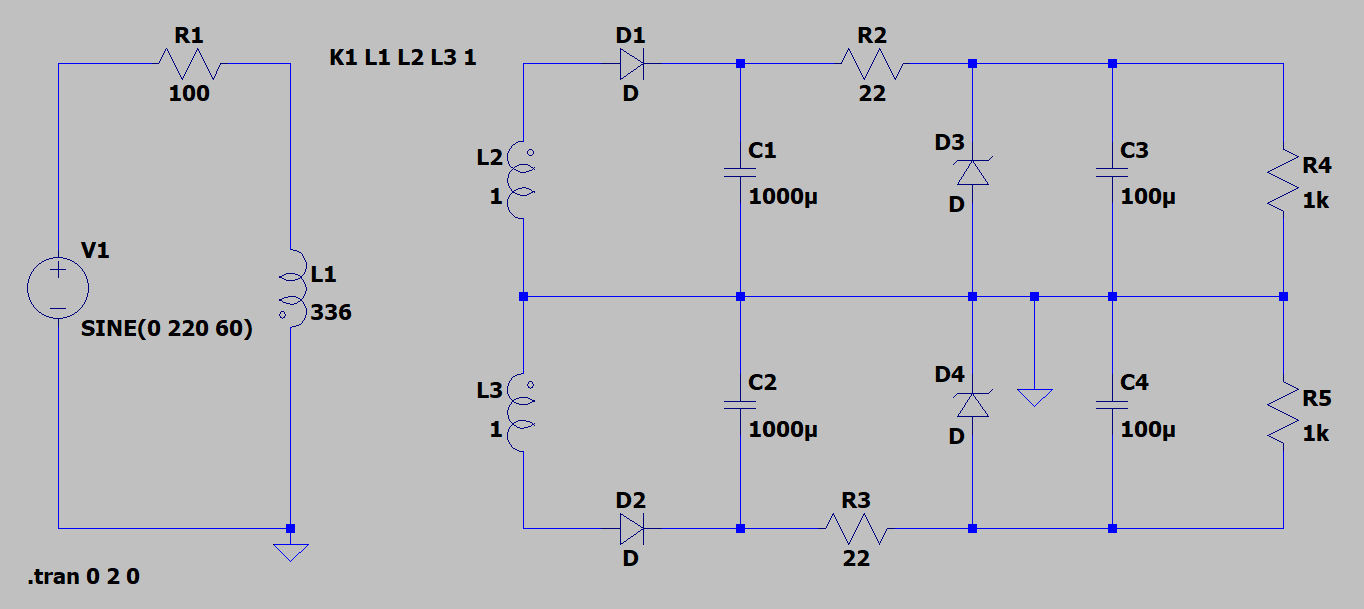 R1
100
K1 L1 L2 L3 1
D1
D
R2
22
L2
1
C1
1000µ
D3
D
C3
100µ
R4
1k
V1
SINE(0 220 60)
L1
336
L3
1
C2
1000µ
D4
D
C4
100µ
R5
1k
D2
D
R3
22
.tran 0 2 0